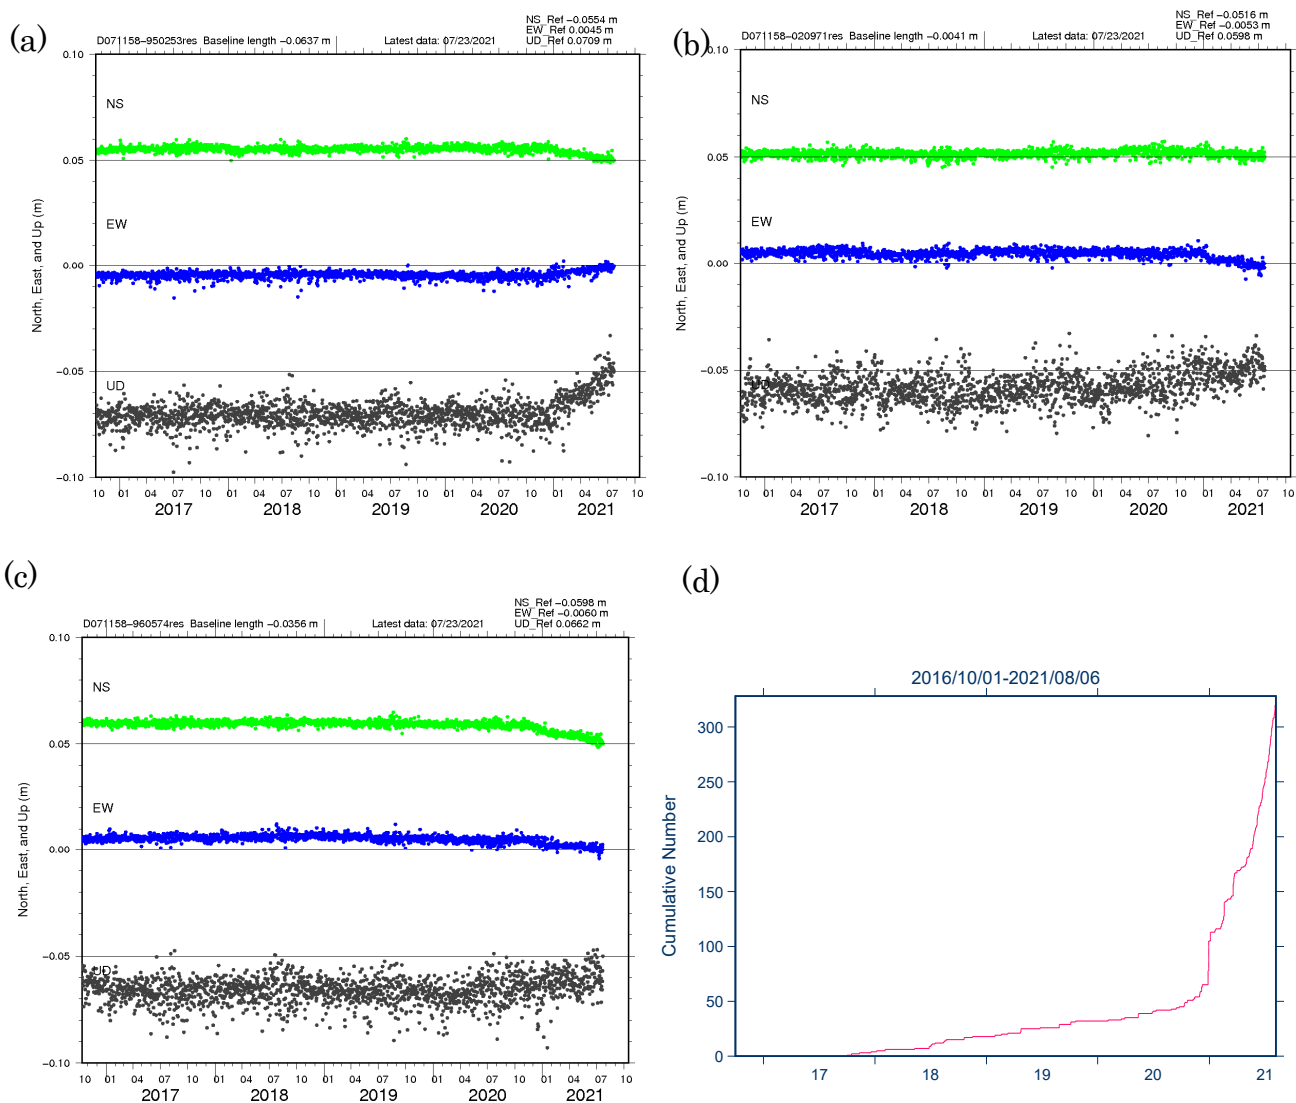 (a)
D071158-950253res Baseline length -0.0637 m Latest data: 07/23/2021
NS_Ref -0.0554 m
EW_Ref 0.0045 m
UD_Ref 0.0709 m
0.10
0.05
0.00
-0.05
-0.10
North, East, and Up (m)
NS
EW
UD
10 01 04 07 10 01 04 07 10 01 04 07 10 01 04 07 10 01 04 07 10
2017 2018 2019 2020 2021
(b)
D071158-020971res Baseline length -0.0041 m Latest data: 07/23/2021
NS_Ref -0.0516 m
EW_Ref -0.0053 m
UD_Ref 0.0598 m
0.10
0.05
0.00
-0.05
-0.10
North, East, and Up (m)
NS
EW
UD
10 01 04 07 10 01 04 07 10 01 04 07 10 01 04 07 10 01 04 07 10
2017 2018 2019 2020 2021
(c)
D071158-960574res Baseline length -0.0356 m Latest data: 07/23/2021
NS_Ref -0.0598 m
EW_Ref -0.0060 m
UD_Ref 0.0662 m
0.10
0.05
0.00
-0.05
-0.10
North, East, and Up (m)
NS
EW
UD
10 01 04 07 10 01 04 07 10 01 04 07 10 01 04 07 10 01 04 07 10
2017 2018 2019 2020 2021
(d)
2016/10/01-2021/08/06
Cumulative Number
300
250
200
150
100
50
0
17 18 19 20 21